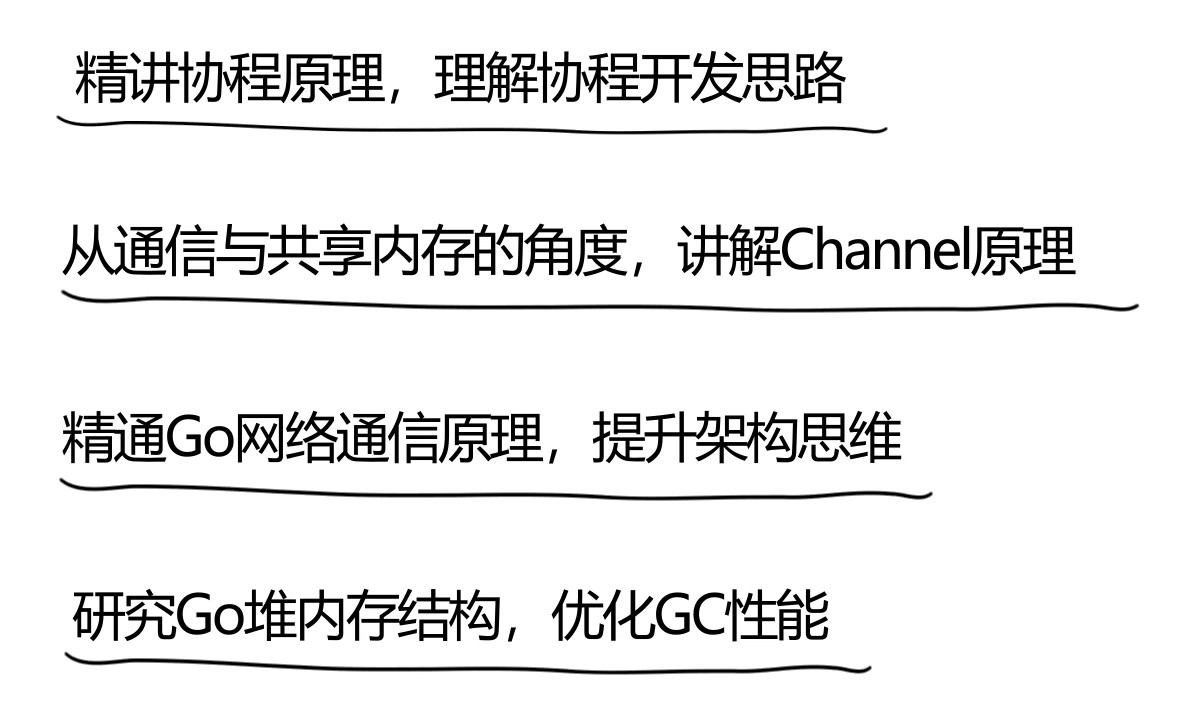 精讲协程原理，理解协程开发思路
从通信与共享内存的角度，讲解Channel原理
精通Go网络通信原理，提升架构思维
研究Go堆内存结构，优化GC性能